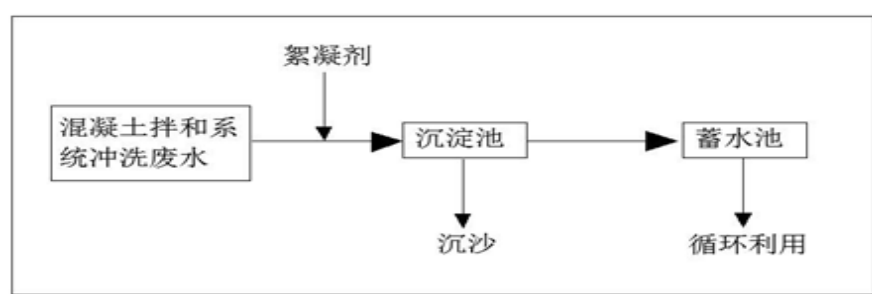 絮凝剂
混凝土拌和系
统冲洗废水
沉淀池
蓄水池
沉沙
循环利用